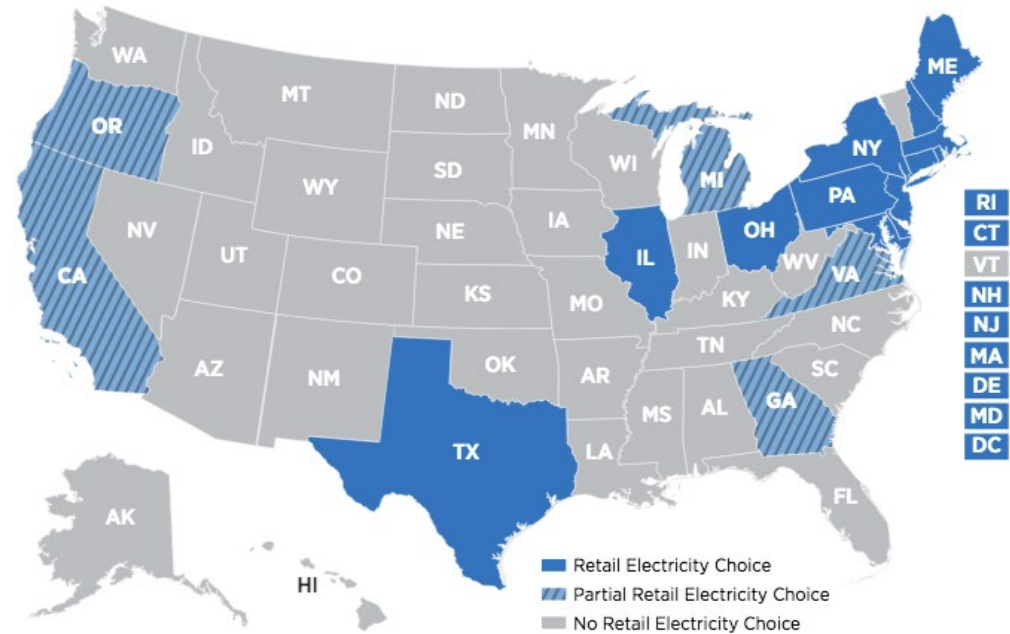 WA
MT
ND
MN
ME
OR
ID
SD
WI
MI
NY
WY
IA
PA
NE
NV
UT
CO
IL
IN
OH
WV
VA
CA
KS
MO
KY
NC
AZ
NM
OK
AR
TN
SC
MS
AL
GA
TX
LA
FL
AK
HI
RI
CT
VT
NH
NJ
MA
DE
MD
DC
Retail Electricity Choice
Partial Retail Electricity Choice
No Retail Electricity Choice